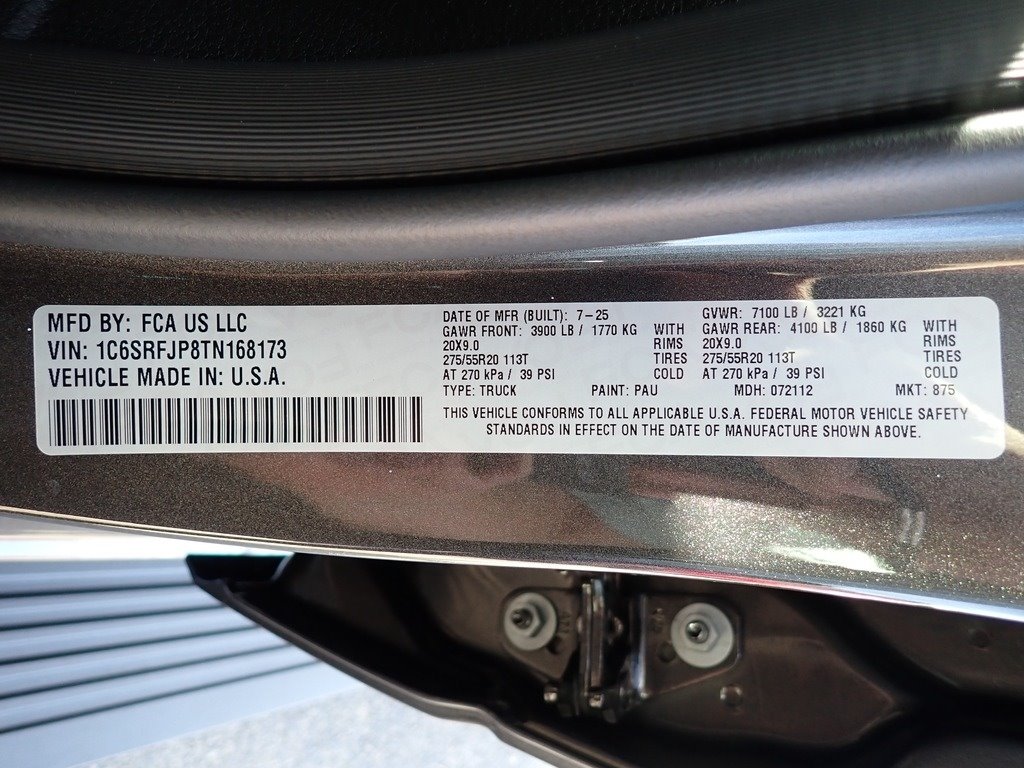 MFD BY: FCA US LLC
VIN: 1C6SRFJP8TN168173
VEHICLE MADE IN: U.S.A.
DATE OF MFR (BUILT): 7-25 GVWR: 7100 LB / 3221 KG
GAWR FRONT: 3900 LB / 1770 KG WITH GAWR REAR: 4100 LB / 1860 KG WITH
20X9.0 RIMS 20X9.0 RIMS
275/55R20 113T TIRES 275/55R20 113T TIRES
AT 270 kPa / 39 PSI COLD AT 270 kPa / 39 PSI COLD
TYPE: TRUCK PAINT: PAU MDH: 072112 MKT: 875
THIS VEHICLE CONFORMS TO ALL APPLICABLE U.S.A. FEDERAL MOTOR VEHICLE SAFETY
STANDARDS IN EFFECT ON THE DATE OF MANUFACTURE SHOWN ABOVE.